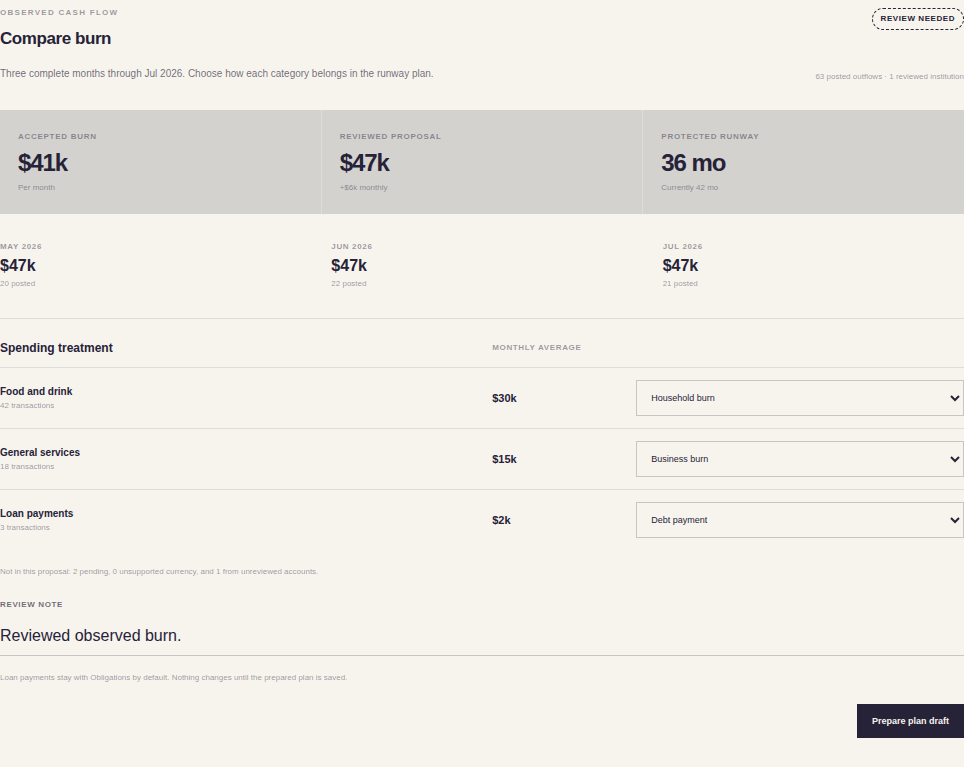 OBSERVED CASH FLOW
REVIEW NEEDED
Compare burn
Three complete months through Jul 2026. Choose how each category belongs in the runway plan.
63 posted outflows · 1 reviewed institution
ACCEPTED BURN
$41k
Per month
REVIEWED PROPOSAL
$47k
+$6k monthly
PROTECTED RUNWAY
36 mo
Currently 42 mo
MAY 2026
$47k
20 posted
JUN 2026
$47k
22 posted
JUL 2026
$47k
21 posted
Spending treatment
MONTHLY AVERAGE
Food and drink
42 transactions
$30k
Household burn
General services
18 transactions
$15k
Business burn
Loan payments
3 transactions
$2k
Debt payment
Not in this proposal: 2 pending, 0 unsupported currency, and 1 from unreviewed accounts.
REVIEW NOTE
Reviewed observed burn.
Loan payments stay with Obligations by default. Nothing changes until the prepared plan is saved.
Prepare plan draft